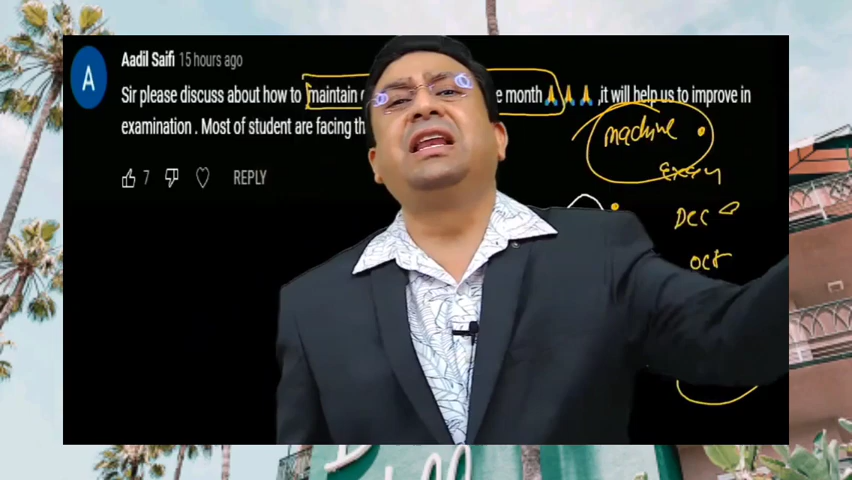 A
Aadil Saifi 15 hours ago
Sir please discuss about how to maintain e month🙏🙏🙏,it will help us to improve in
examination . Most of student are facing th
7 REPLY
machine
Dec
oct